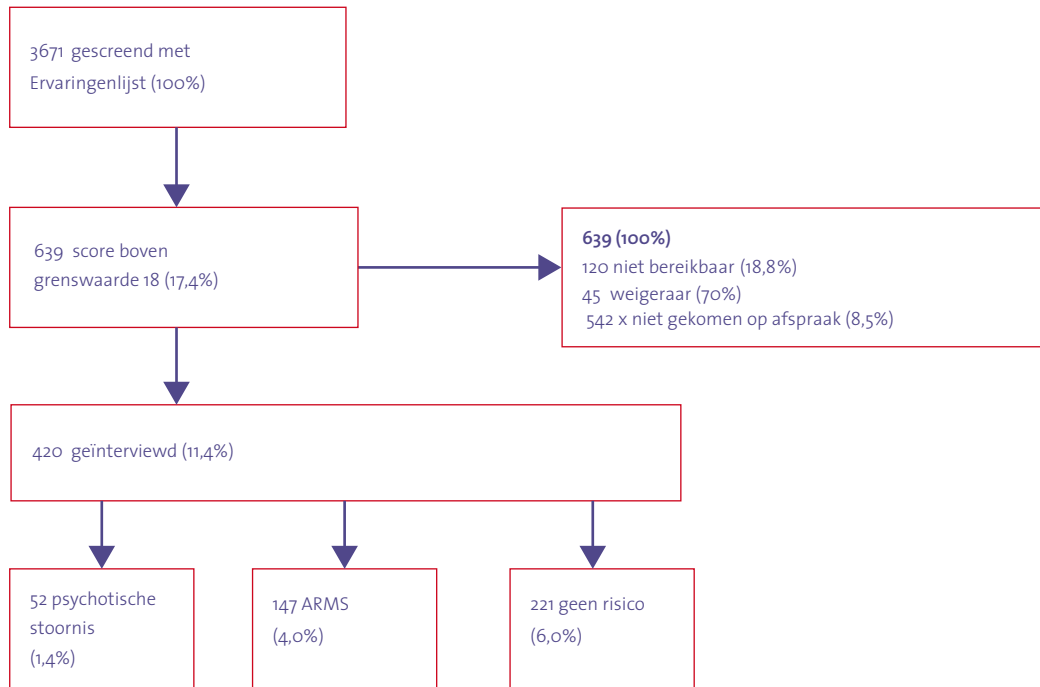 3671 gescreend met
Ervaringenlijst (100%)
639 score boven
grenswaarde 18 (17,4%)
639 (100%)
120 niet bereikbaar (18,8%)
45 weigeraar (70%)
542 x niet gekomen op afspraak (8,5%)
420 geïnterviewd (11,4%)
52 psychotische
stoornis
(1,4%)
147 ARMS
(4,0%)
221 geen risico
(6,0%)